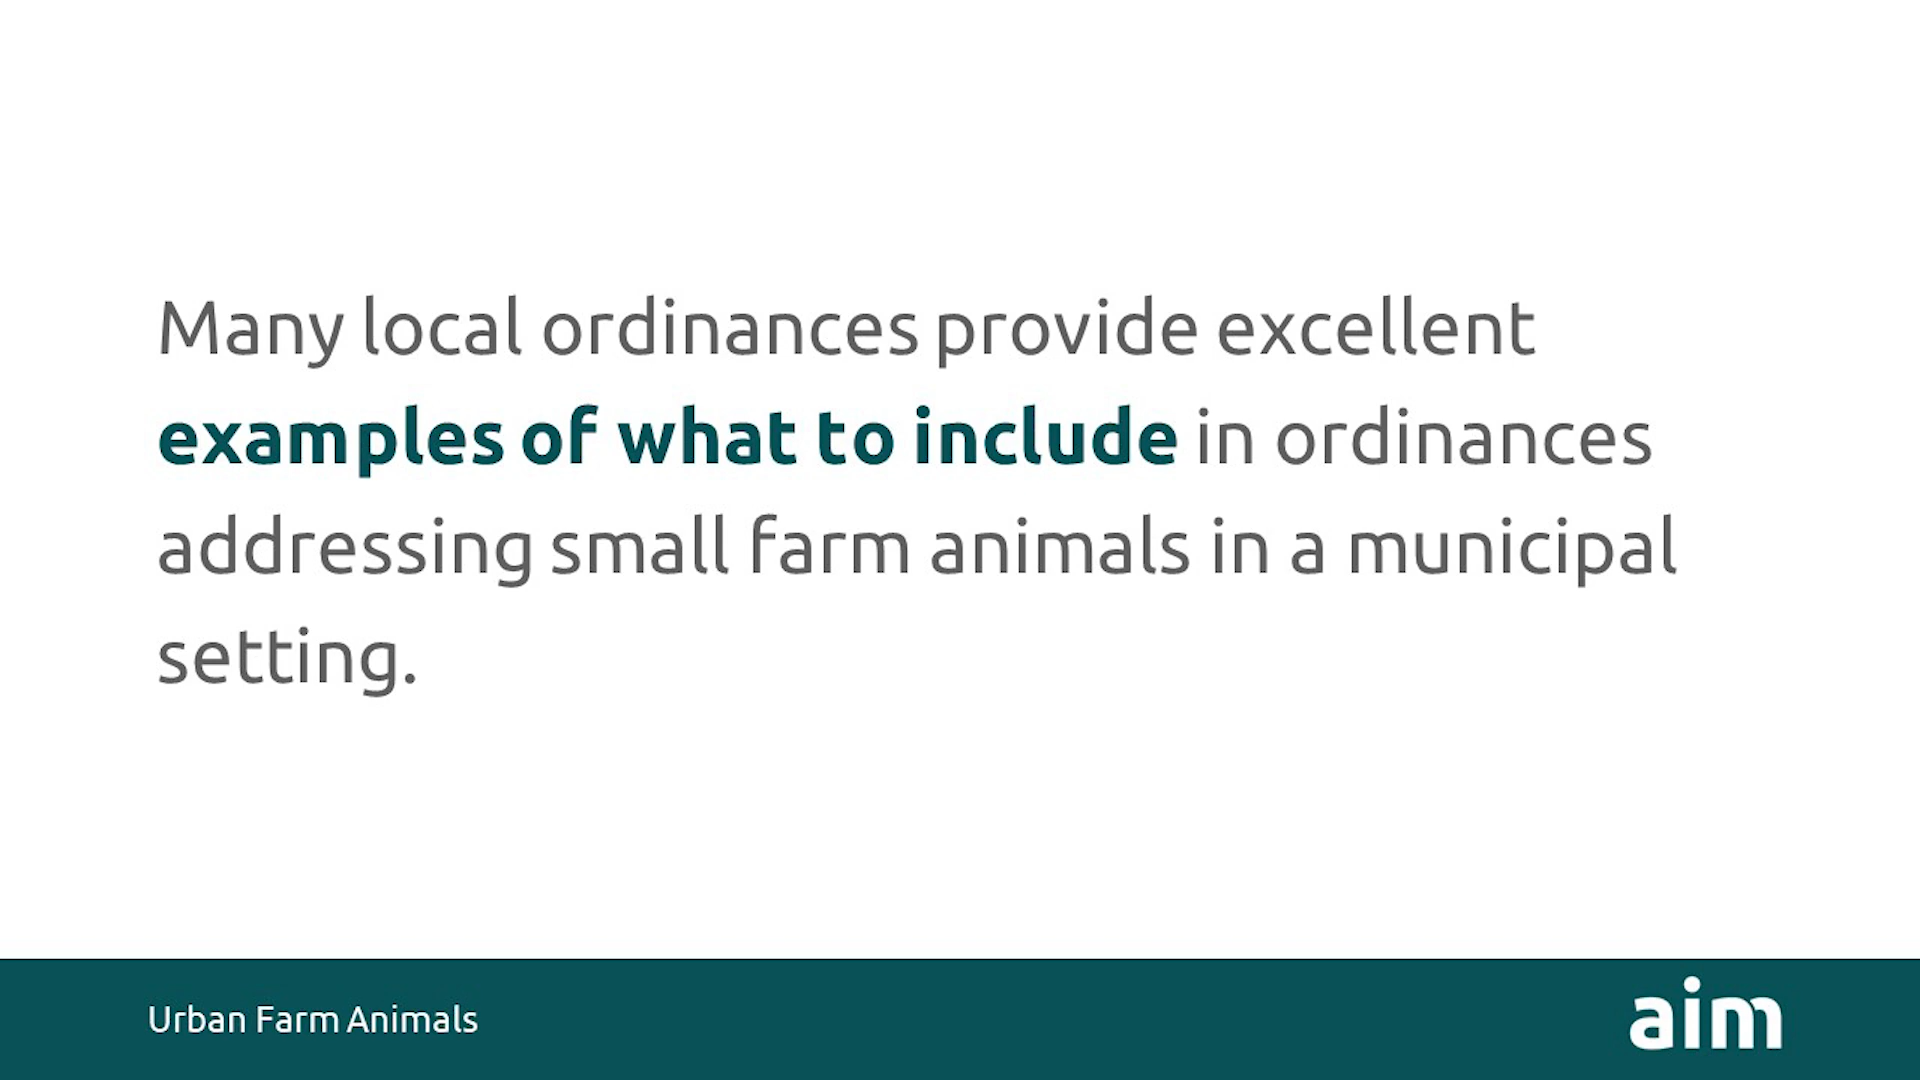 Many local ordinances provide excellent
examples of what to include in ordinances
addressing small farm animals in a municipal
setting.
Urban Farm Animals
aim